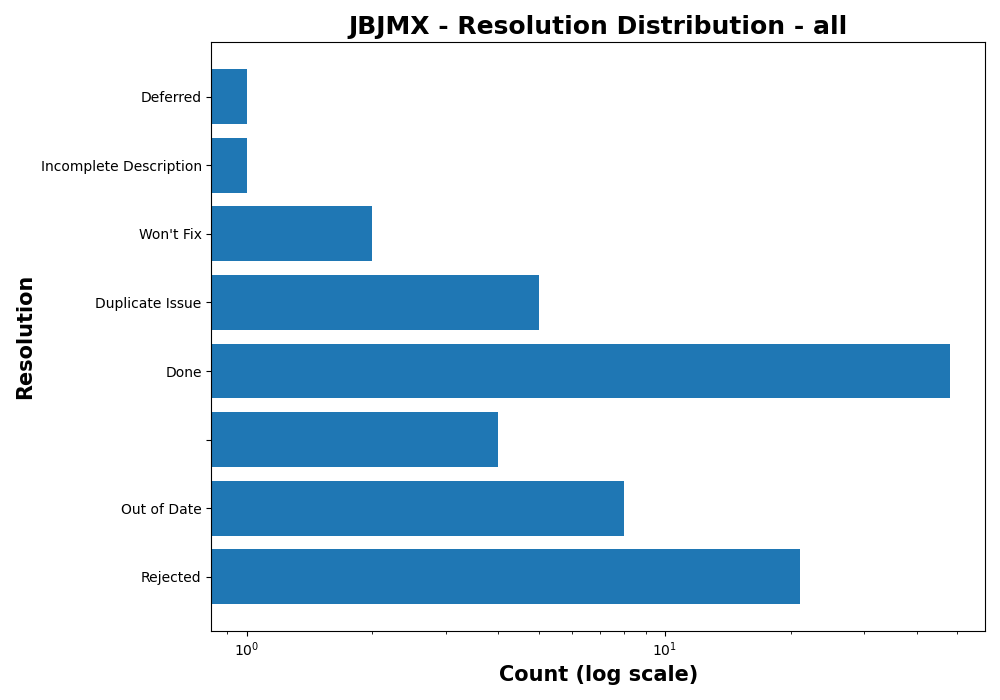 JBJMX - Resolution Distribution - all
Deferred
Incomplete Description
Won't Fix
Duplicate Issue
Done
Out of Date
Rejected
Resolution
10⁰
10¹
Count (log scale)